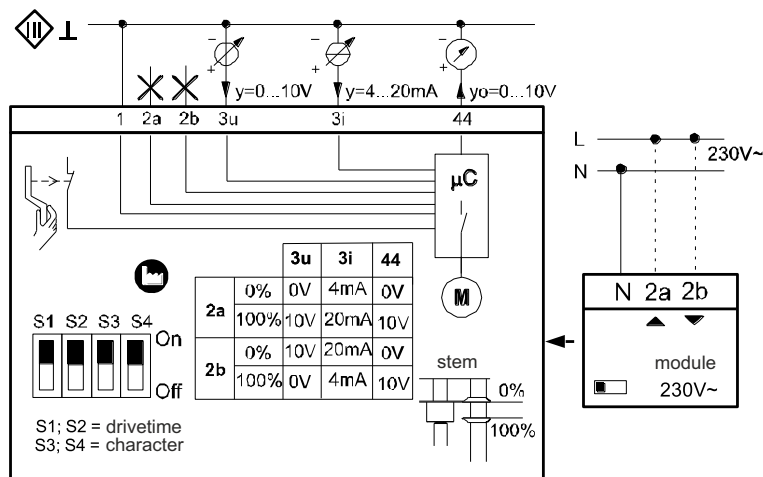 y=0...10V y=4...20mA yo=0...10V
1 2a 2b 3u 3i 44
L
230V~
N
µC
3u 3i 44
2a 0% 0V 4mA 0V
100% 10V 20mA 10V
2b 0% 10V 20mA 0V
100% 0V 4mA 10V
M
N 2a 2b
module
230V~
S1 S2 S3 S4
On
Off
stem
0%
100%
S1; S2 = drivetime
S3; S4 = character